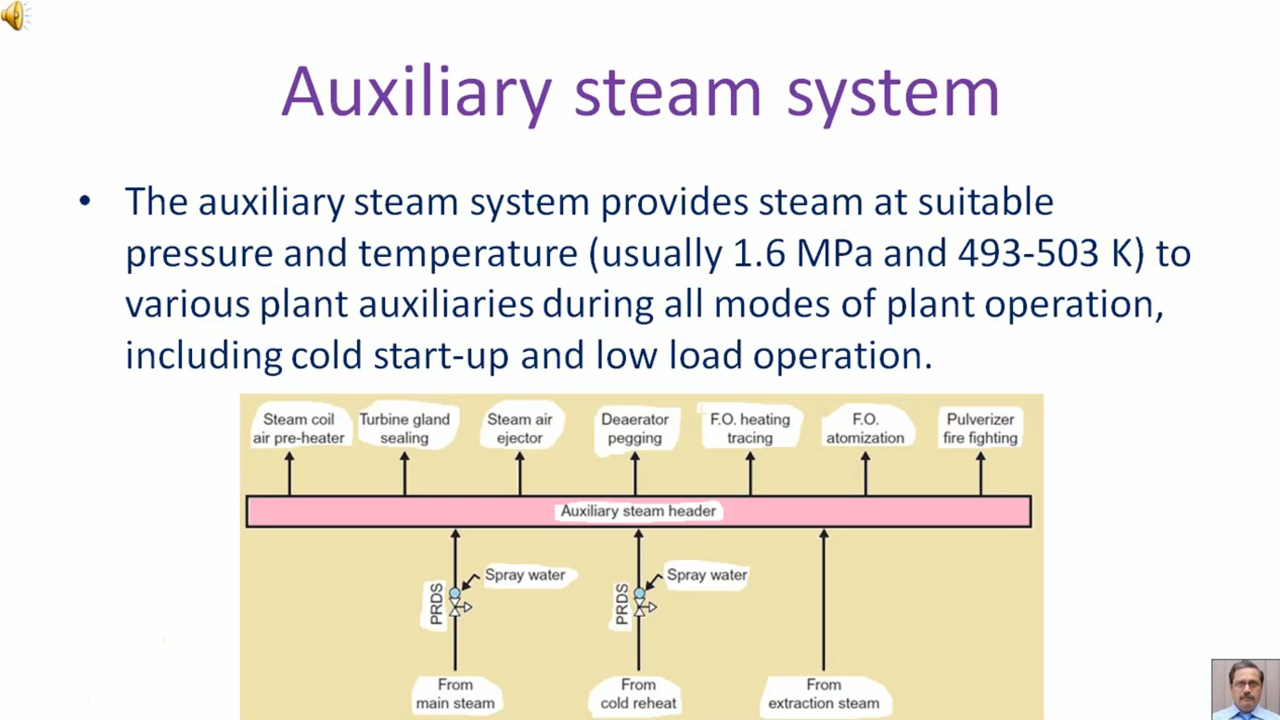 Auxiliary steam system
• The auxiliary steam system provides steam at suitable
pressure and temperature (usually 1.6 MPa and 493-503 K) to
various plant auxiliaries during all modes of plant operation,
including cold start-up and low load operation.
Steam coil
air pre-heater
Turbine gland
sealing
Steam air
ejector
Deaerator
pegging
F.O. heating
tracing
F.O.
atomization
Pulverizer
fire fighting
Auxiliary steam header
PRDS
Spray water
PRDS
Spray water
From
main steam
From
cold reheat
From
extraction steam